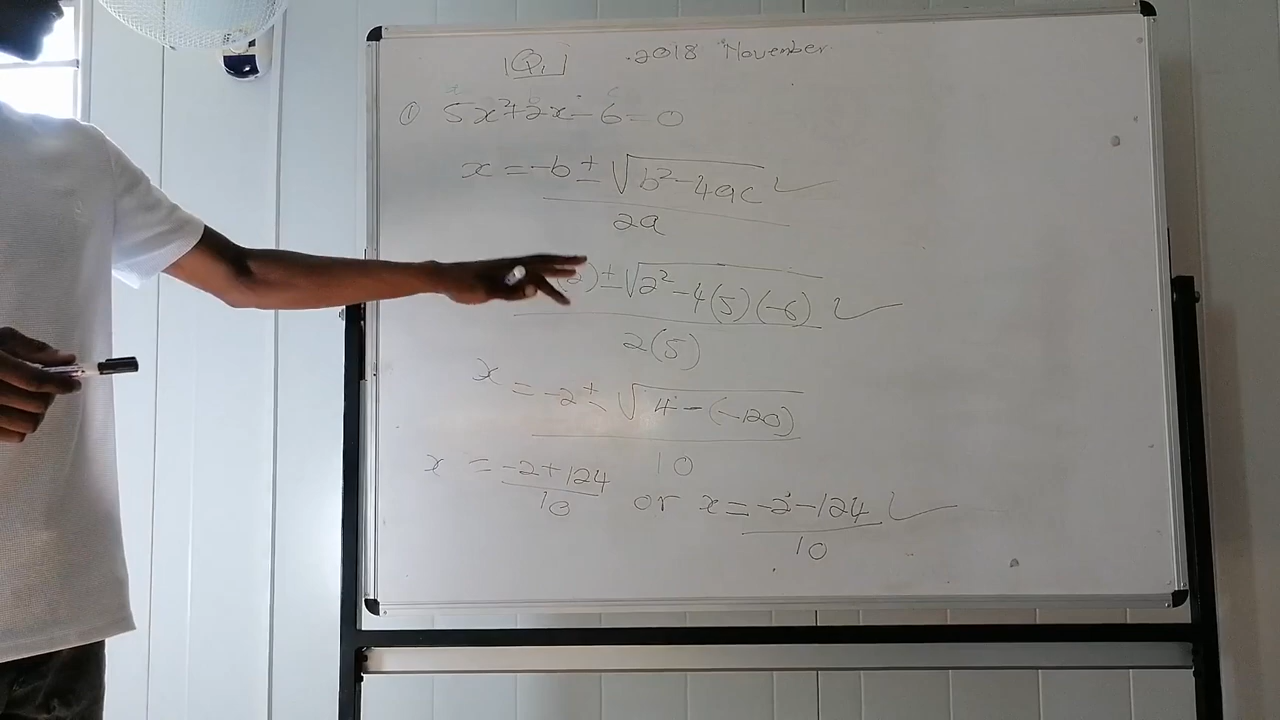 Q1 2018 November
① 5x²+2x-6=0
x = -b ± √b²-4ac
2a
(2) ± √2²-4(5)(-6)
2(5)
x = -2 ± √4-(-120)
10
x = -2+124 or x = -2-124
10 10